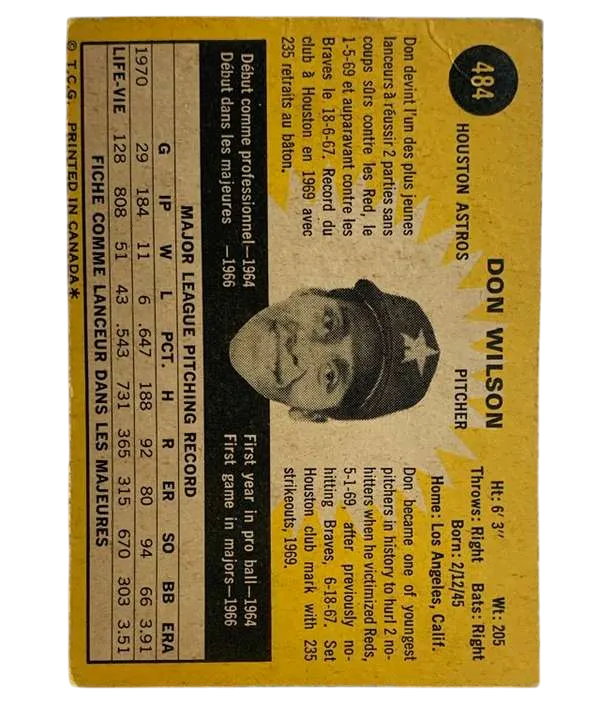 484
DON WILSON
HOUSTON ASTROS
PITCHER
Ht: 6' 3" Wt: 205
Throws: Right Bats: Right
Born: 2/12/45
Home: Los Angeles, Calif.
Don devint l'un des plus jeunes
lanceurs à réussir 2 parties sans
coups sûrs contre les Red, le
1-5-69 et auparavant contre les
Braves le 18-6-67. Record du
club à Houston en 1969 avec
235 retraits au bâton.
Don became one of youngest
pitchers in history to hurl 2 no-
hitters when he victimized Reds,
5-1-69, after previously no-
hitting Braves, 6-18-67. Set
Houston club mark with 235
strikeouts, 1969.
Début comme professionnel—1964
Début dans les majeures —1966
First year in pro ball—1964
First game in majors—1966
MAJOR LEAGUE PITCHING RECORD
G IP W L PCT. H R ER SO BB ERA
1970 29 184 11 6 .647 188 92 80 94 66 3.91
LIFE-VIE 128 808 51 43 .543 731 365 315 670 303 3.51
FICHE COMME LANCEUR DANS LES MAJEURES
© T.C.G. PRINTED IN CANADA*